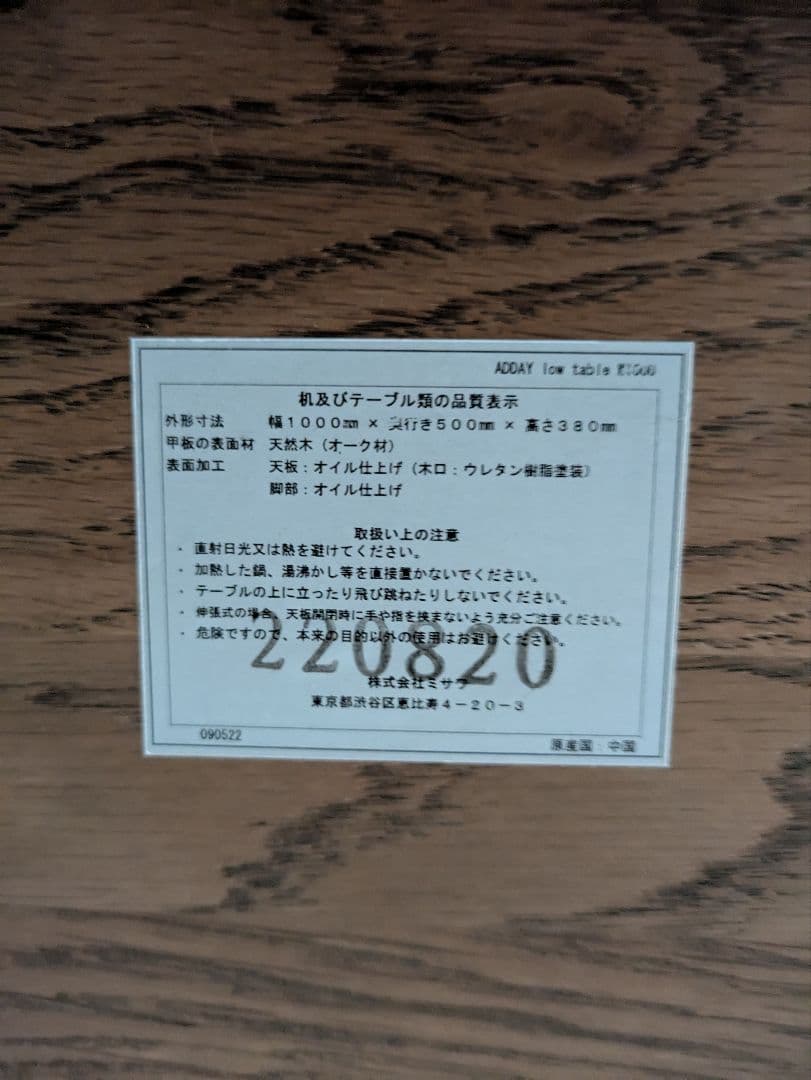 ADDAY low table
机及びテーブル類の品質表示
外形寸法 幅1000mm × 奥行き500mm × 高さ380mm
甲板の表面材 天然木(オーク材)
表面加工 天板:オイル仕上げ(木口:ウレタン樹脂塗装)
脚部:オイル仕上げ
取扱い上の注意
・ 直射日光又は熱を避けてください。
・ 加熱した鍋、湯沸かし等を直接置かないでください。
・ テーブルの上に立ったり飛び跳ねたりしないでください。
・ 伸張式の場合、天板開閉時に手や指を挟まないよう充分ご注意ください。
・ 危険ですので、本来の目的以外の使用はお避けください。
220820
株式会社ミサワ
東京都渋谷区恵比寿4-20-3
090522
原産国:中国